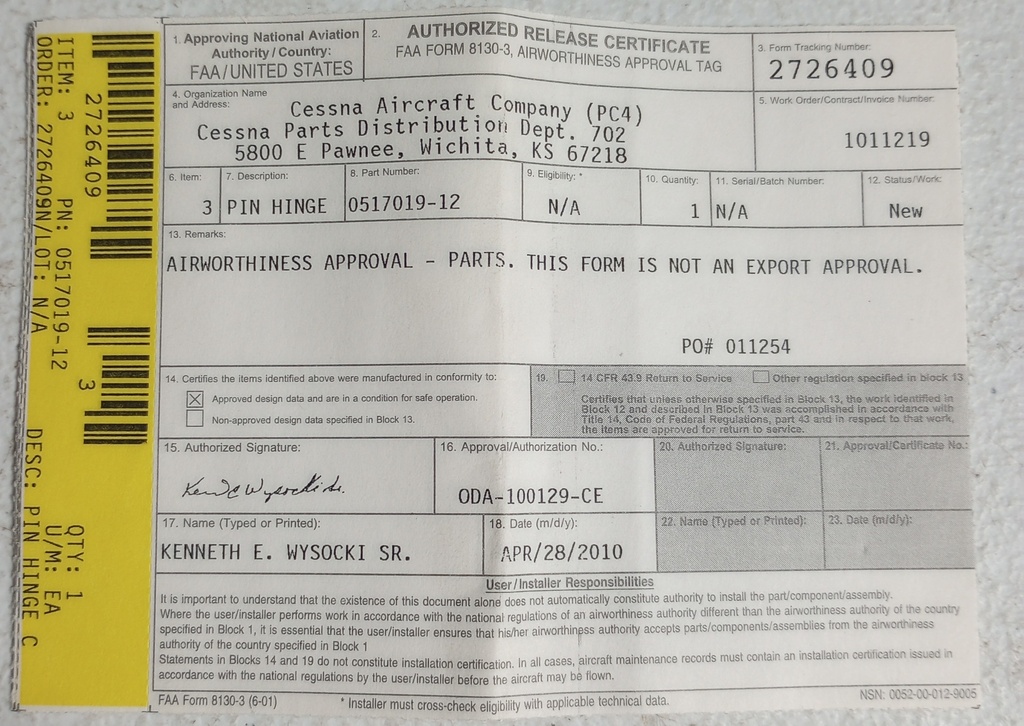 ITEM: 3 PN: 0517019-12 DESC: PIN HINGE C
ORDER: 2726409N/LOT: N/A
2726409
3
QTY: 1
U/M: EA
1. Approving National Aviation
Authority / Country:
FAA/UNITED STATES
2.
AUTHORIZED RELEASE CERTIFICATE
FAA FORM 8130-3, AIRWORTHINESS APPROVAL TAG
3. Form Tracking Number:
2726409
4. Organization Name
and Address:
Cessna Aircraft Company (PC4)
Cessna Parts Distribution Dept. 702
5800 E Pawnee, Wichita, KS 67218
5. Work Order/Contract/Invoice Number:
1011219
6. Item:
3
7. Description:
PIN HINGE
8. Part Number:
0517019-12
9. Eligibility: *
N/A
10. Quantity:
1
11. Serial/Batch Number:
N/A
12. Status/Work:
New
13. Remarks:
AIRWORTHINESS APPROVAL - PARTS. THIS FORM IS NOT AN EXPORT APPROVAL.
PO# 011254
14. Certifies the items identified above were manufactured in conformity to:
Approved design data and are in a condition for safe operation.
Non-approved design data specified in Block 13.
19. 14 CFR 43.9 Return to Service Other regulation specified in block 13
Certifies that unless otherwise specified in Block 13, the work identified in
Block 12 and described in Block 13 was accomplished in accordance with
Title 14, Code of Federal Regulations, part 43 and in respect to that work,
the items are approved for return to service.
15. Authorized Signature:
16. Approval/Authorization No.:
ODA-100129-CE
20. Authorized Signature:
21. Approval/Certificate No.:
17. Name (Typed or Printed):
KENNETH E. WYSOCKI SR.
18. Date (m/d/y):
APR/28/2010
22. Name (Typed or Printed):
23. Date (m/d/y):
User/Installer Responsibilities
It is important to understand that the existence of this document alone does not automatically constitute authority to install the part/component/assembly.
Where the user/installer performs work in accordance with the national regulations of an airworthiness authority different than the airworthiness authority of the country
specified in Block 1, it is essential that the user/installer ensures that his/her airworthiness authority accepts parts/components/assemblies from the airworthiness
authority of the country specified in Block 1
Statements in Blocks 14 and 19 do not constitute installation certification. In all cases, aircraft maintenance records must contain an installation certification issued in
accordance with the national regulations by the user/installer before the aircraft may be flown.
FAA Form 8130-3 (6-01)
* Installer must cross-check eligibility with applicable technical data.
NSN: 0052-00-012-9005